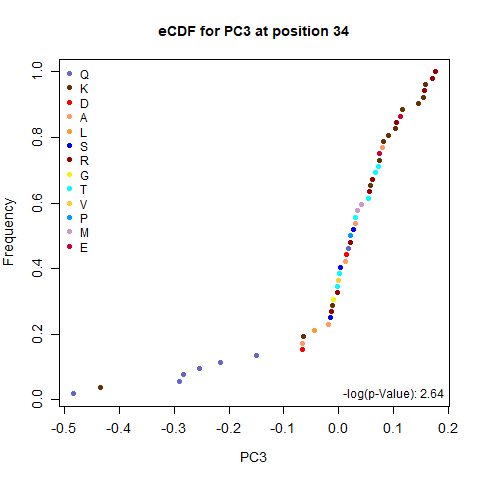 eCDF for PC3 at position 34
Frequency
1.0
0.8
0.6
0.4
0.2
0.0
Q
K
D
A
L
S
R
G
T
V
P
M
E
-log(p-Value): 2.64
-0.5 -0.4 -0.3 -0.2 -0.1 0.0 0.1 0.2
PC3